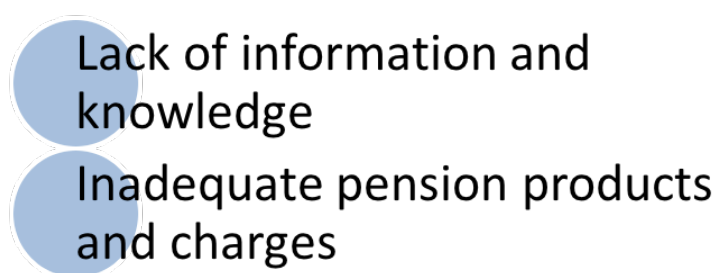 Lack of information and
knowledge
Inadequate pension products
and charges